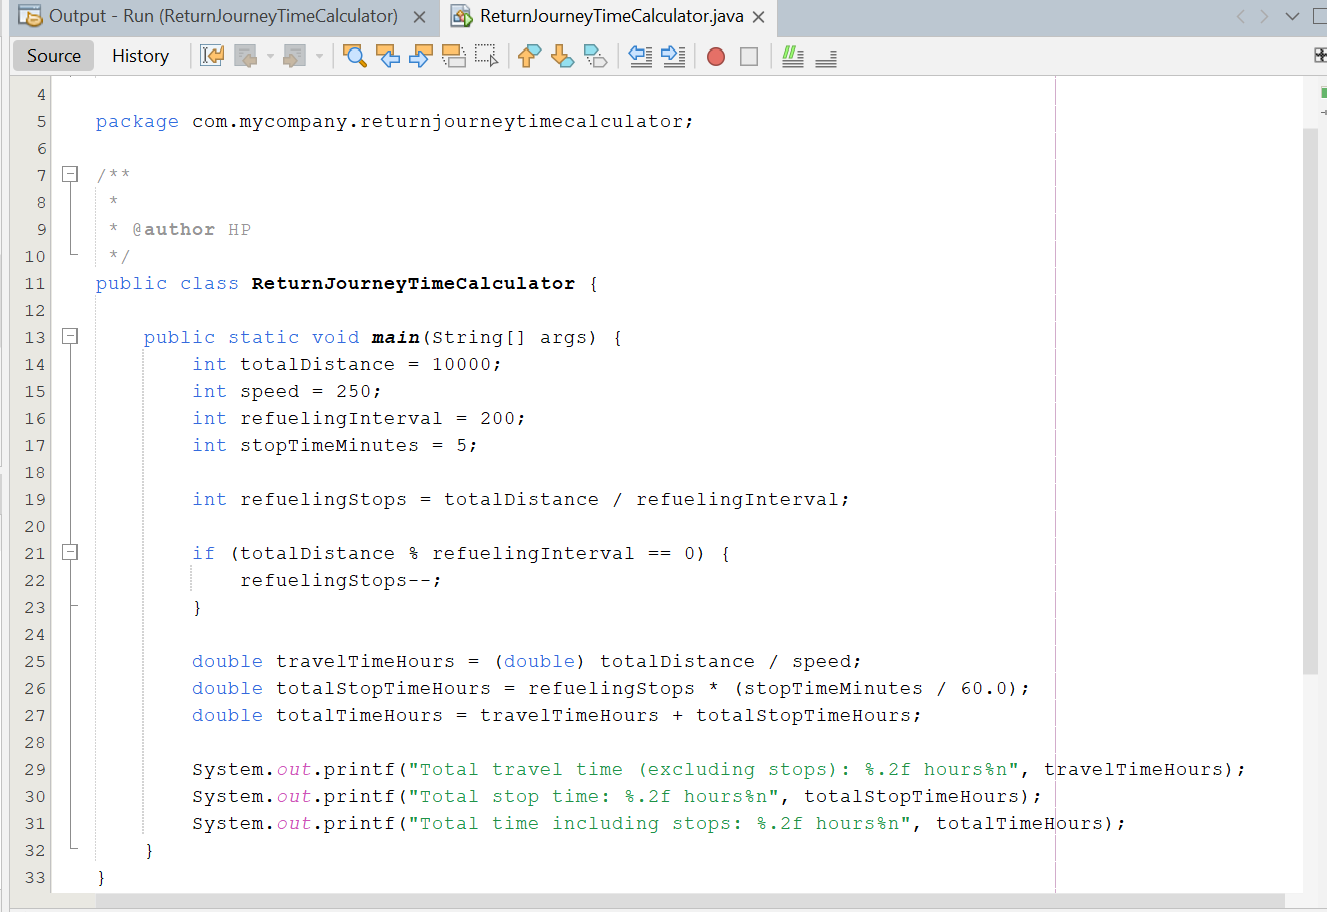 Output - Run (ReturnJourneyTimeCalculator) ReturnJourneyTimeCalculator.java
Source History
4
5 package com.mycompany.returnjourneytimecalculator;
6
7 /**
8 *
9 * @author HP
10 */
11 public class ReturnJourneyTimeCalculator {
12
13 public static void main(String[] args) {
14 int totalDistance = 10000;
15 int speed = 250;
16 int refuelingInterval = 200;
17 int stopTimeMinutes = 5;
18
19 int refuelingStops = totalDistance / refuelingInterval;
20
21 if (totalDistance % refuelingInterval == 0) {
22 refuelingStops--;
23 }
24
25 double travelTimeHours = (double) totalDistance / speed;
26 double totalStopTimeHours = refuelingStops * (stopTimeMinutes / 60.0);
27 double totalTimeHours = travelTimeHours + totalStopTimeHours;
28
29 System.out.printf("Total travel time (excluding stops): %.2f hours%n", travelTimeHours);
30 System.out.printf("Total stop time: %.2f hours%n", totalStopTimeHours);
31 System.out.printf("Total time including stops: %.2f hours%n", totalTimeHours);
32 }
33 }